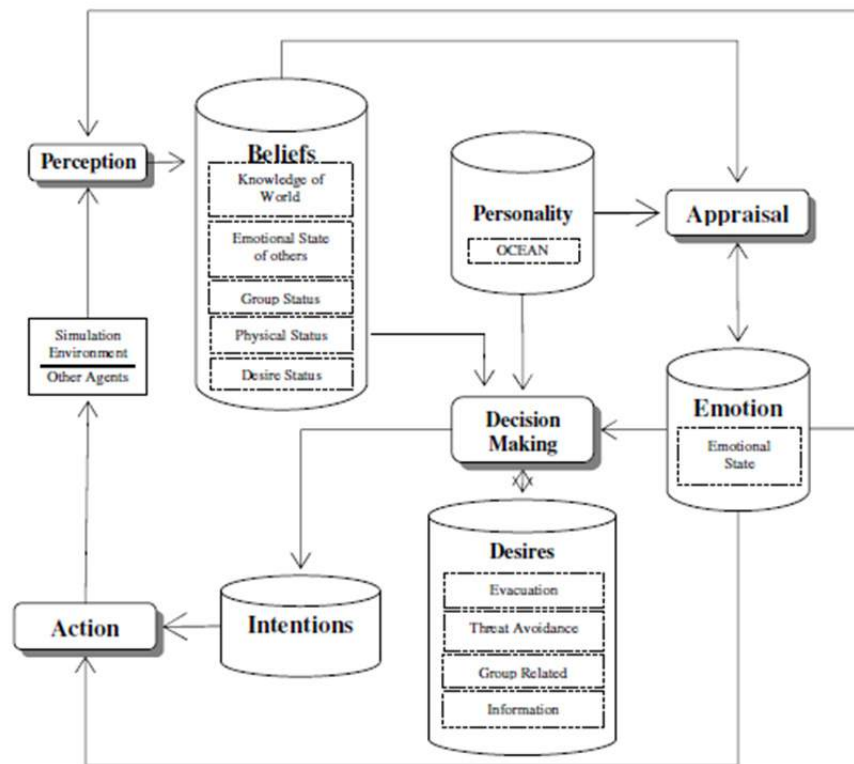 Perception
Beliefs
Knowledge of
World
Emotional State
of others
Group Status
Physical Status
Desire Status
Personality
OCEAN
Appraisal
Simulation
Environment
Other Agents
Decision
Making
Emotion
Emotional
State
Desires
Evacuation
Threat Avoidance
Group Related
Information
Intentions
Action